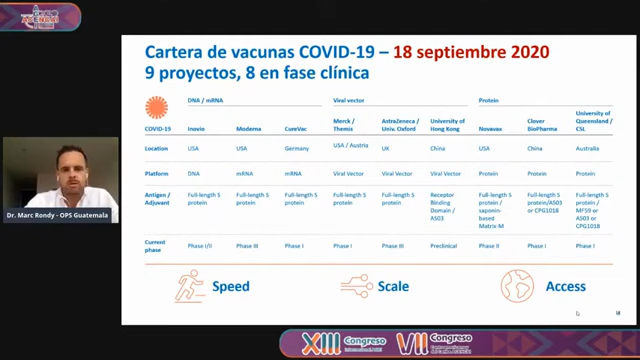 Cartera de vacunas COVID-19 – 18 septiembre 2020
9 proyectos, 8 en fase clínica
DNA / mRNA Viral vector Protein
COVID-19 Inovio Moderna CureVac Merck / Themis AstraZeneca / Univ. Oxford University of Hong Kong Novavax Clover BioPharma University of Queensland / CSL
Location USA USA Germany USA / Austria UK China USA China Australia
Platform DNA mRNA mRNA Viral Vector Viral Vector Viral Vector Protein Protein Protein
Antigen / Adjuvant Full-length S protein Full-length S protein Full-length S protein Full-length S protein Full-length S protein Receptor Binding Domain / AS03 Full-length S protein / saponin-based Matrix-M Full-length S protein/AS03 or CPG1018 Full-length S protein / MF59 or AS03 or CPG1018
Current phase Phase I/II Phase III Phase I Phase I Phase III Preclinical Phase II Phase I Phase I
Speed Scale Access
Dr. Marc Rondy - OPS Guatemala
XIII Congreso
VII Congreso